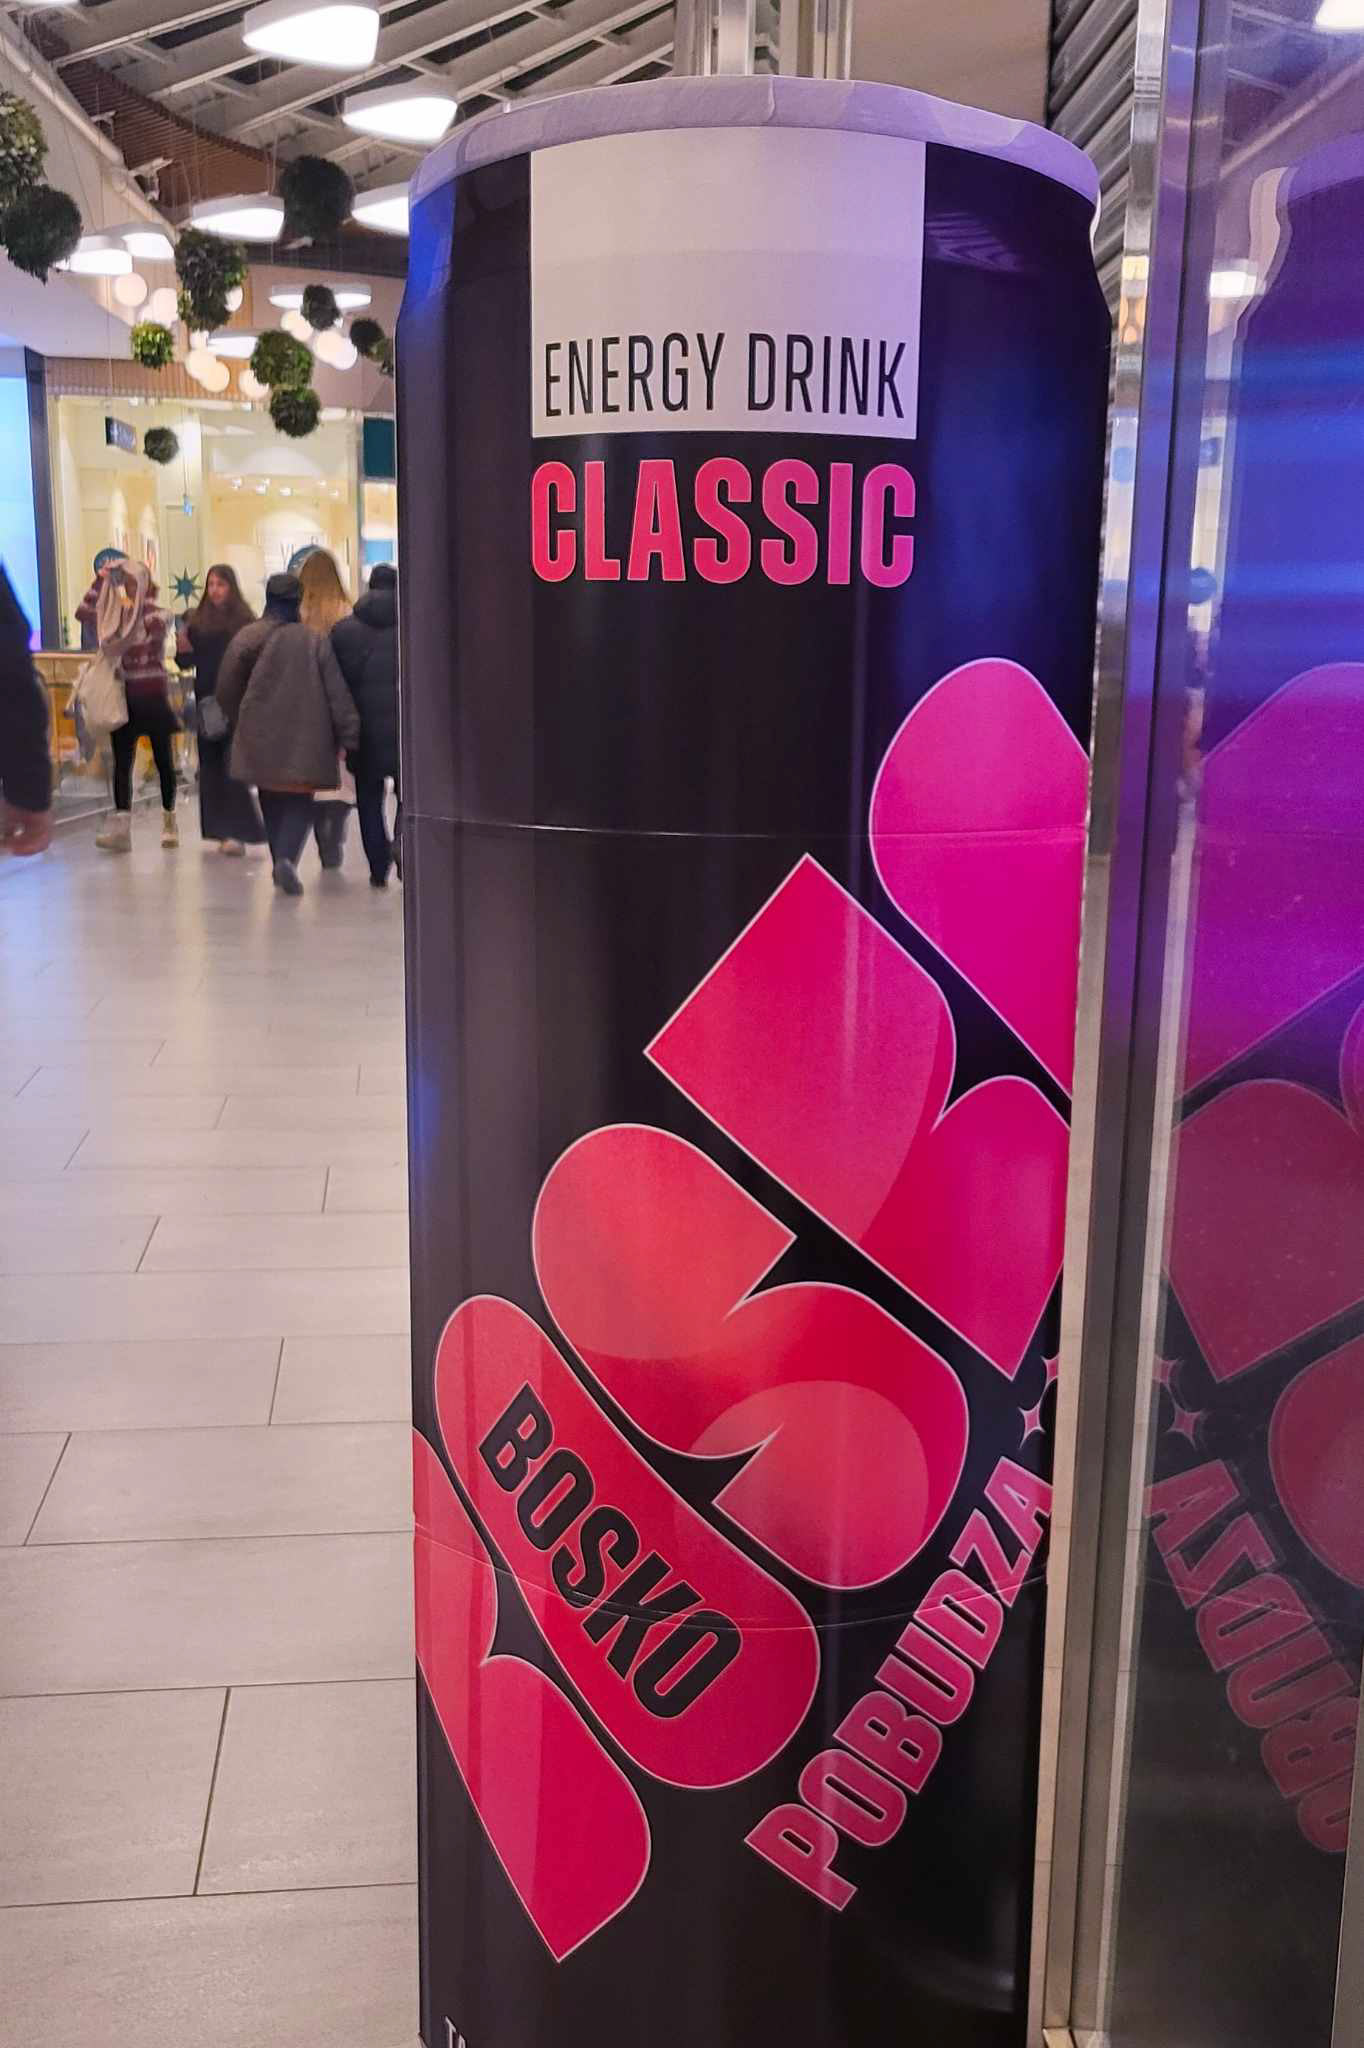 ENERGY DRINK
CLASSIC
BOSKO
POBUDZA